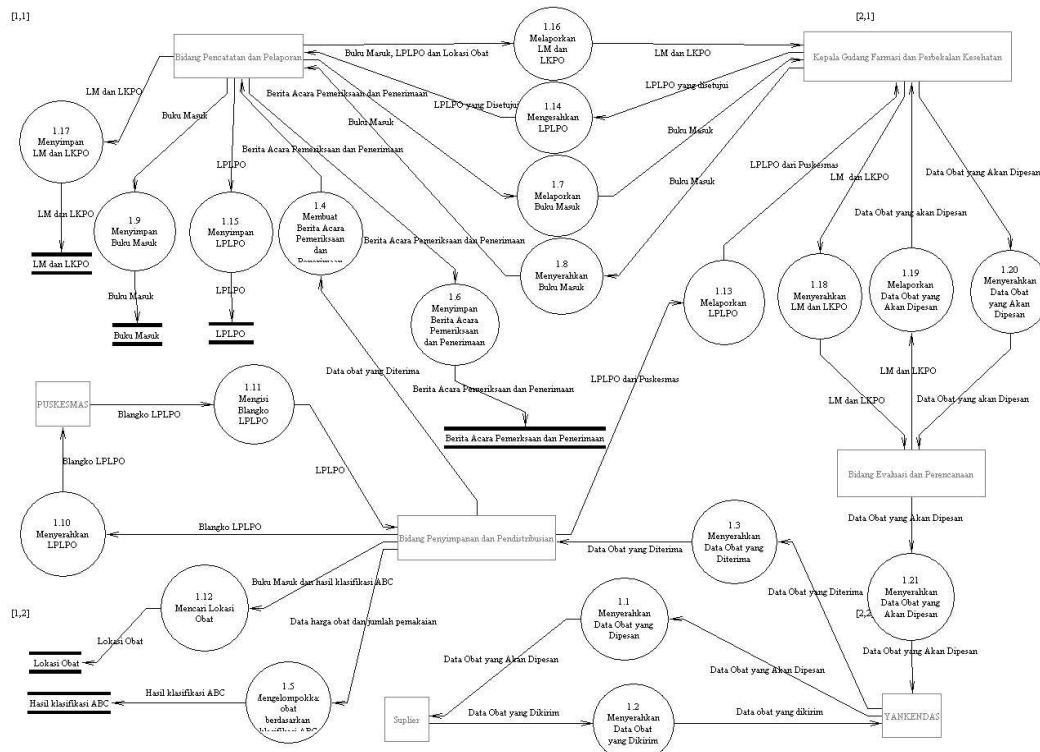 [1,1]
[2,1]
1.16
Melaporkan
LM dan
LKPO
Bidang Pencatatan dan Pelaporan
Buku Masuk, LPLPO dan Lokasi Obat
LM dan LKPO
Kepala Gudang Farmasi dan Perbekalan Kesehatan
LM dan LKPO
Berita Acara Pemeriksaan dan Penerimaan
LPLPO yang Disetujui
LPLPO yang disetujui
1.14
Mengesahkan
LPLPO
Buku Masuk
Buku Masuk
1.17
Menyimpan
LM dan LKPO
Berita Acara Pemeriksaan dan Penerimaan
Buku Masuk
LPLPO
LPLPO dari Puskesmas
LM dan LKPO
Data Obat yang Akan Dipesan
1.7
Melaporkan
Buku Masuk
Buku Masuk
LM dan LKPO
1.9
Menyimpan
Buku Masuk
1.15
Menyimpan
LPLPO
1.4
Membuat
Berita Acara
Pemeriksaan
dan
Penerimaan
Berita Acara Pemeriksaan dan Penerimaan
Data Obat yang akan Dipesan
1.8
Menyerahkan
Buku Masuk
LM dan LKPO
1.13
Melaporkan
LPLPO
1.18
Menyerahkan
LM dan LKPO
1.19
Melaporkan
Data Obat yang
Akan Dipesan
1.20
Menyerahkan
Data Obat
yang Akan
Dipesan
1.6
Menyimpan
Berita Acara
Pemeriksaan
dan Penerimaan
Buku Masuk
LPLPO
Buku Masuk
LPLPO
Data obat yang Diterima
LM dan LKPO
LPLPO dari Puskesmas
Berita Acara Pemeriksaan dan Penerimaan
LM dan LKPO
Data Obat yang akan Dipesan
PUSKESMAS
Blangko LPLPO
1.11
Mengisi
Blangko
LPLPO
Berita Acara Pemerksaan dan Penerimaan
Blangko LPLPO
LPLPO
Bidang Evaluasi dan Perencanaan
1.10
Menyerahkan
LPLPO
Blangko LPLPO
Bidang Penyimpanan dan Pendistribusian
Data Obat yang Diterima
1.3
Menyerahkan
Data Obat yang
Diterima
Data Obat yang Akan Dipesan
Buku Masuk dan hasil klasifikasi ABC
1.12
Mencari Lokasi
Obat
1.1
Menyerahkan
Data Obat yang
Dipesan
Data Obat yang Diterima
1.21
Menyerahkan
Data Obat yang
Akan Dipesan
[1,2]
[2,2]
Data harga obat dan jumlah pemakaian
Lokasi Obat
Lokasi Obat
Data Obat yang Akan Dipesan
Data Obat yang Akan Dipesan
Data Obat yang Akan Dipesan
Hasil klasifikasi ABC
Hasil klasifikasi ABC
1.5
obat
berdasarkan
Suplier
Data Obat yang Dikirim
1.2
Menyerahkan
Data Obat
yang Dikirim
Data obat yang dikirim
YANKENDAS